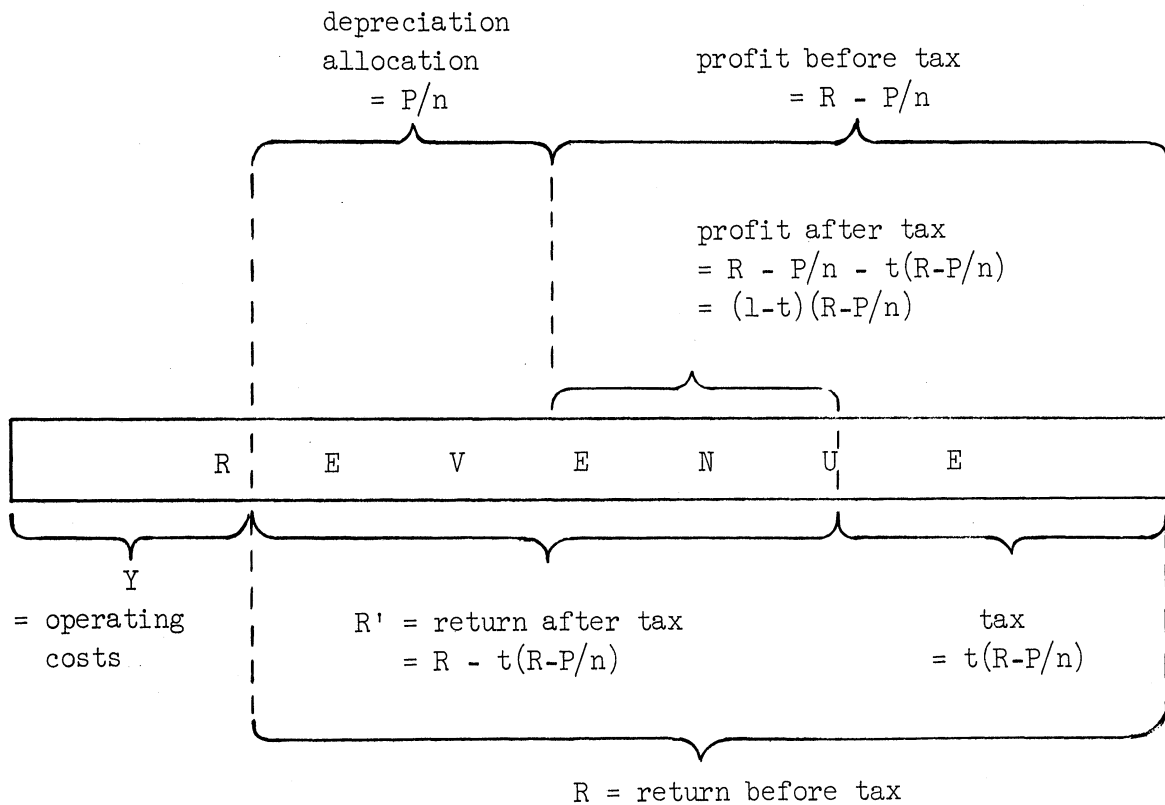 depreciation
allocation
= P/n
profit before tax
= R - P/n
profit after tax
= R - P/n - t(R-P/n)
= (1-t)(R-P/n)
R E V E N U E
Y
= operating
costs
R' = return after tax
= R - t(R-P/n)
tax
= t(R-P/n)
R = return before tax